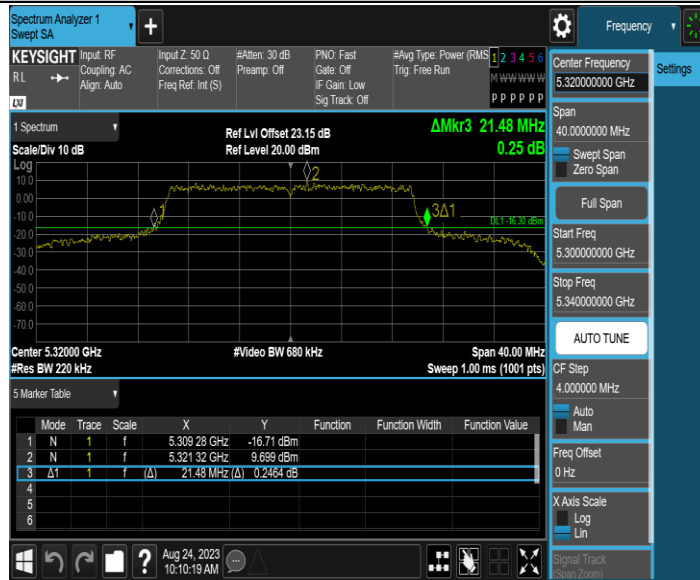 Spectrum Analyzer 1
Swept SA
+
Frequency
KEYSIGHT
RL
LXI
Input: RF
Coupling: AC
Align: Auto
Input Z: 50 Ω
Corrections: Off
Freq Ref: Int (S)
#Atten: 30 dB
Preamp: Off
PNO: Fast
Gate: Off
IF Gain: Low
Sig Track: Off
#Avg Type: Power (RMS
Trig: Free Run
1 2 3 4 5 6
M W W W W W
P P P P P P
1 Spectrum
Scale/Div 10 dB
Ref Lvl Offset 23.15 dB
Ref Level 20.00 dBm
ΔMkr3 21.48 MHz
0.25 dB
Log
10.0
0.00
-10.0
-20.0
-30.0
-40.0
-50.0
-60.0
-70.0
1
2
3Δ1
DL1 -16.30 dBm
Center 5.32000 GHz
#Res BW 220 kHz
#Video BW 680 kHz
Span 40.00 MHz
Sweep 1.00 ms (1001 pts)
5 Marker Table
Mode Trace Scale X Y Function Function Width Function Value
1 N 1 f 5.309 28 GHz -16.71 dBm
2 N 1 f 5.321 32 GHz 9.699 dBm
3 Δ1 1 f (Δ) 21.48 MHz (Δ) 0.2464 dB
4
5
6
Aug 24, 2023
10:10:19 AM
?
Center Frequency
5.320000000 GHz
Settings
Span
40.0000000 MHz
Swept Span
Zero Span
Full Span
Start Freq
5.300000000 GHz
Stop Freq
5.340000000 GHz
AUTO TUNE
CF Step
4.000000 MHz
Auto
Man
Freq Offset
0 Hz
X Axis Scale
Log
Lin
Signal Track
(Span Zoom)